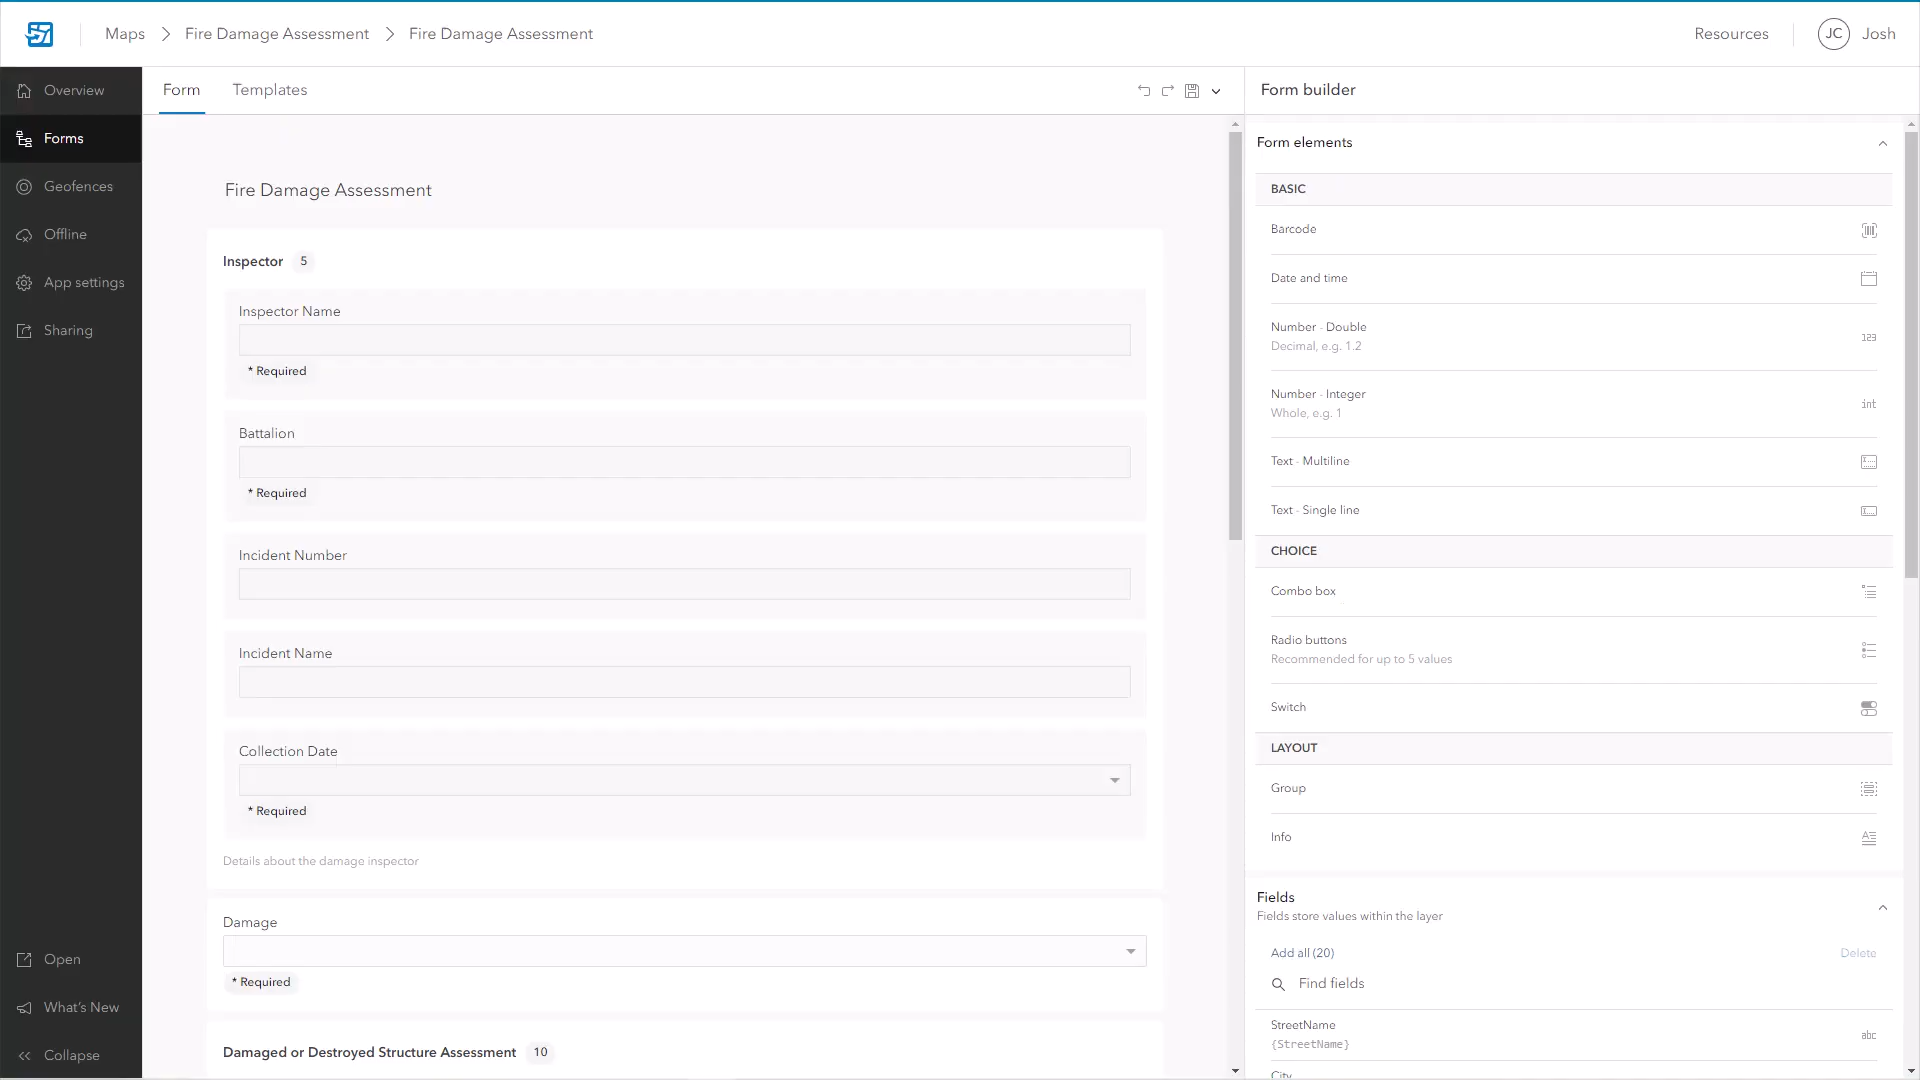 Maps
Fire Damage Assessment
Fire Damage Assessment
Resources
JC
Josh
Overview
Forms
Geofences
Offline
App settings
Sharing
Open
What's New
Collapse
Form
Templates
Fire Damage Assessment
Inspector 5
Inspector Name
* Required
Battalion
* Required
Incident Number
Incident Name
Collection Date
* Required
Details about the damage inspector
Damage
* Required
Damaged or Destroyed Structure Assessment 10
Form builder
Form elements
BASIC
Barcode
Date and time
Number - Double
Decimal, e.g. 1.2
123
Number - Integer
Whole, e.g. 1
int
Text - Multiline
Text - Single line
CHOICE
Combo box
Radio buttons
Recommended for up to 5 values
Switch
LAYOUT
Group
Info
Fields
Fields store values within the layer
Add all (20)
Delete
Find fields
StreetName
{StreetName}
abc
City